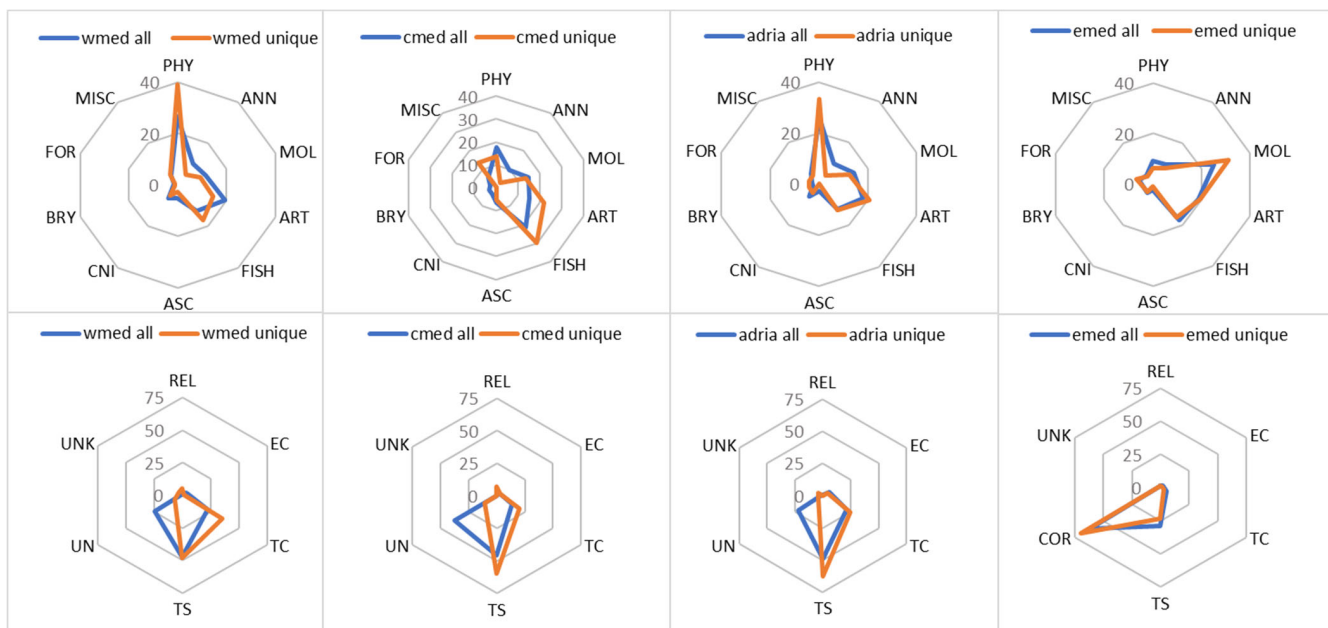 wmed all wmed unique
PHY
40
MISC ANN
20
FOR MOL
0
BRY ART
CNI FISH
ASC
cmed all cmed unique
PHY
40
MISC ANN
30
20
FOR MOL
10
0
BRY ART
CNI FISH
ASC
adria all adria unique
PHY
40
MISC ANN
20
FOR MOL
0
BRY ART
CNI FISH
ASC
emed all emed unique
PHY
40
MISC ANN
20
FOR MOL
0
BRY ART
CNI FISH
ASC
wmed all wmed unique
REL
75
50
UNK EC
25
0
UN TC
TS
cmed all cmed unique
REL
75
50
UNK EC
25
0
UN TC
TS
adria all adria unique
REL
75
50
UNK EC
25
0
UN TC
TS
emed all emed unique
REL
75
50
UNK EC
25
0
COR TC
TS